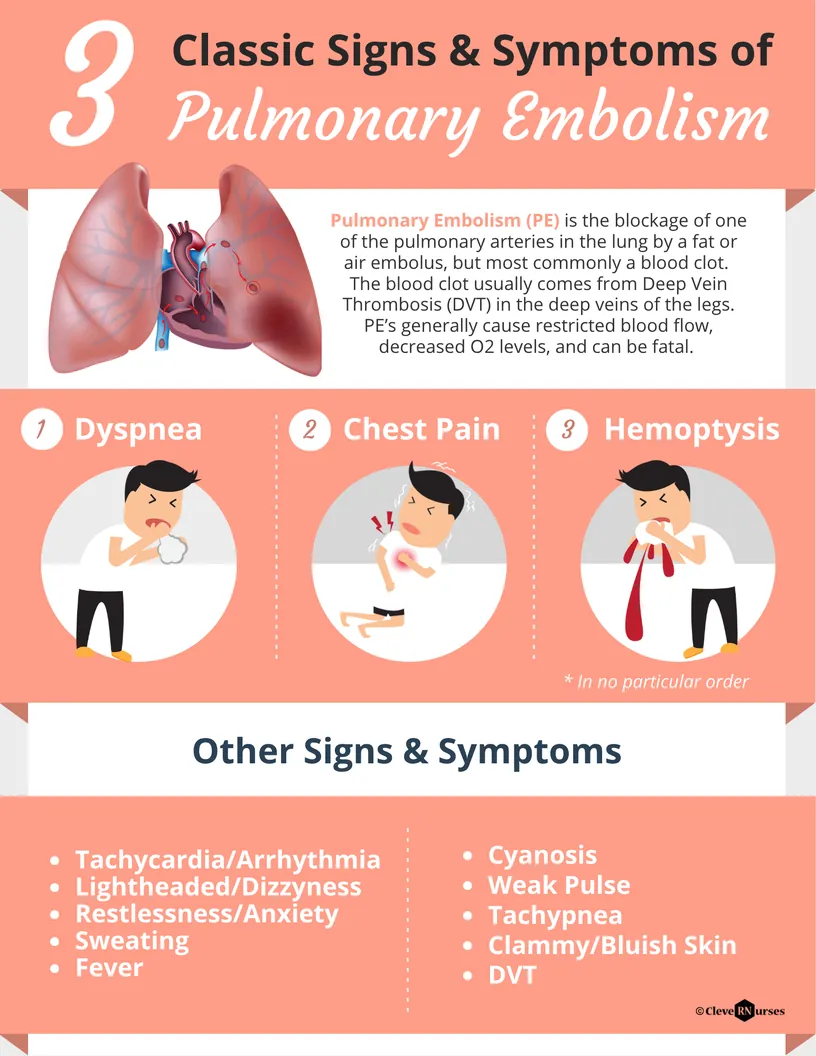 3 Classic Signs & Symptoms of
Pulmonary Embolism
Pulmonary Embolism (PE) is the blockage of one
of the pulmonary arteries in the lung by a fat or
air embolus, but most commonly a blood clot.
The blood clot usually comes from Deep Vein
Thrombosis (DVT) in the deep veins of the legs.
PE’s generally cause restricted blood flow,
decreased O2 levels, and can be fatal.
1 Dyspnea
2 Chest Pain
3 Hemoptysis
* In no particular order
Other Signs & Symptoms
• Tachycardia/Arrhythmia
• Lightheaded/Dizzyness
• Restlessness/Anxiety
• Sweating
• Fever
• Cyanosis
• Weak Pulse
• Tachypnea
• Clammy/Bluish Skin
• DVT
©CleveRNurses